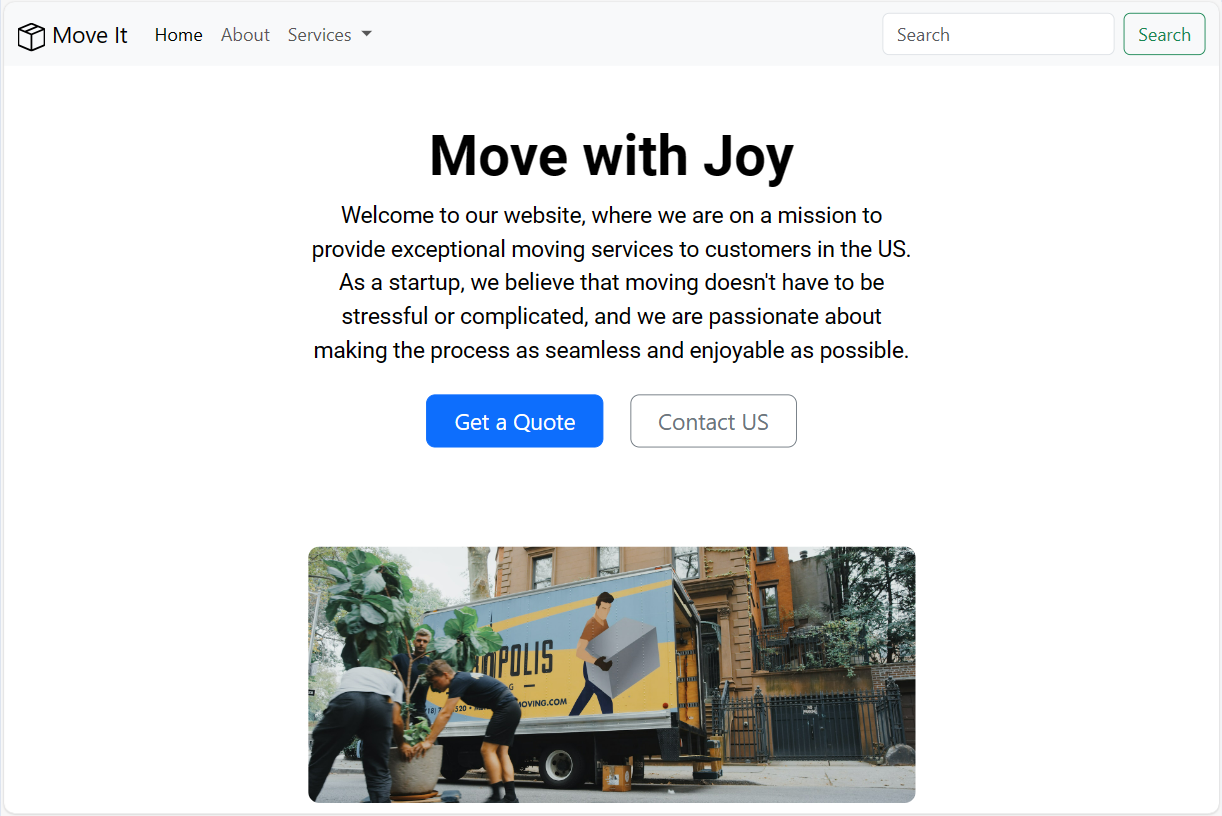 Move It
Home
About
Services
Search
Search
Move with Joy
Welcome to our website, where we are on a mission to
provide exceptional moving services to customers in the US.
As a startup, we believe that moving doesn't have to be
stressful or complicated, and we are passionate about
making the process as seamless and enjoyable as possible.
Get a Quote
Contact US
POLIS
MOVING.COM